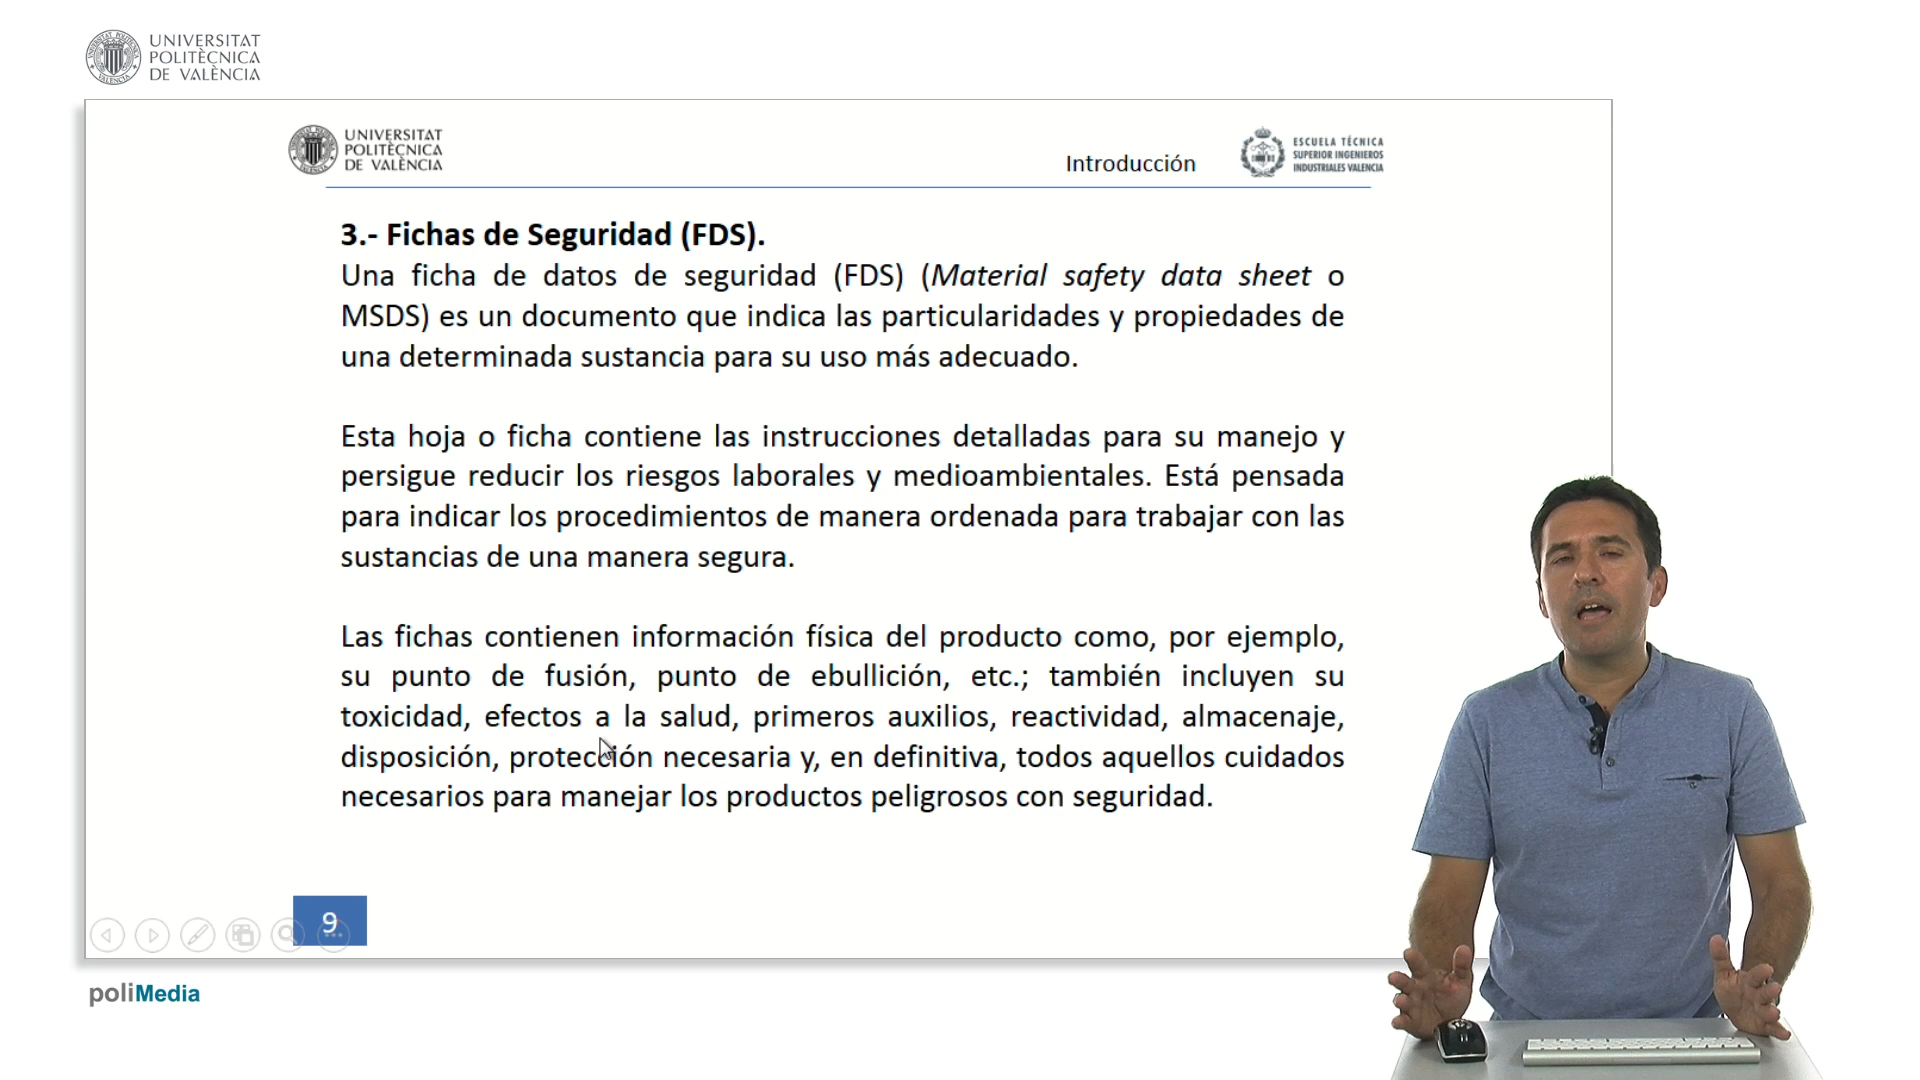 UNIVERSITAT
POLITÈCNICA
DE VALÈNCIA
UNIVERSITAT
POLITÈCNICA
DE VALÈNCIA
Introducción
ESCUELA TÉCNICA
SUPERIOR INGENIEROS
INDUSTRIALES VALENCIA
3.- Fichas de Seguridad (FDS).
Una ficha de datos de seguridad (FDS) (Material safety data sheet o
MSDS) es un documento que indica las particularidades y propiedades de
una determinada sustancia para su uso más adecuado.
Esta hoja o ficha contiene las instrucciones detalladas para su manejo y
persigue reducir los riesgos laborales y medioambientales. Está pensada
para indicar los procedimientos de manera ordenada para trabajar con las
sustancias de una manera segura.
Las fichas contienen información física del producto como, por ejemplo,
su punto de fusión, punto de ebullición, etc.; también incluyen su
toxicidad, efectos a la salud, primeros auxilios, reactividad, almacenaje,
disposición, protección necesaria y, en definitiva, todos aquellos cuidados
necesarios para manejar los productos peligrosos con seguridad.
9
poliMedia